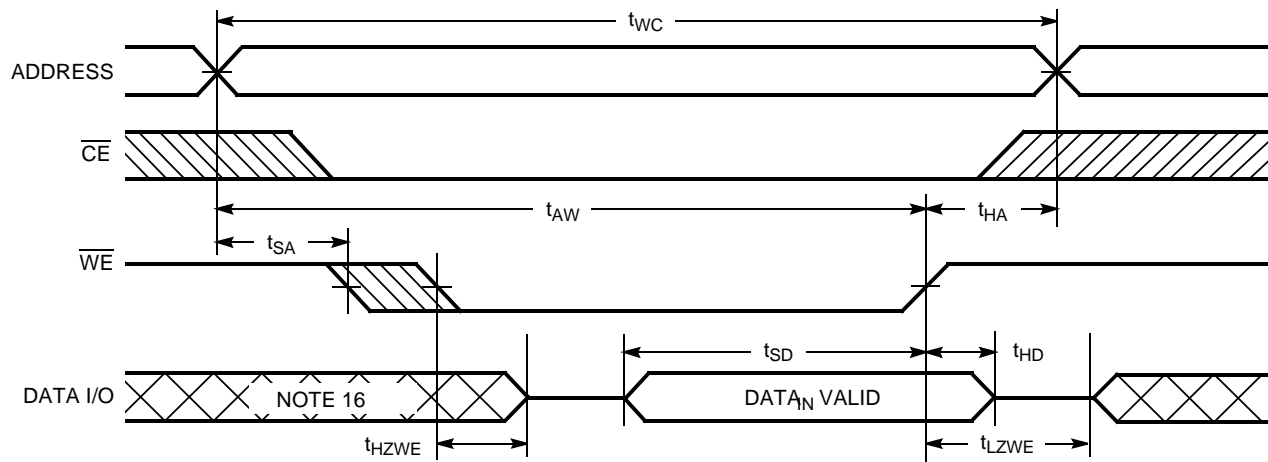 tWC
ADDRESS
CE
tAW
tHA
tSA
WE
tSD
tHD
DATA I/O
NOTE 16
DATAIN VALID
tHZWE
tLZWE